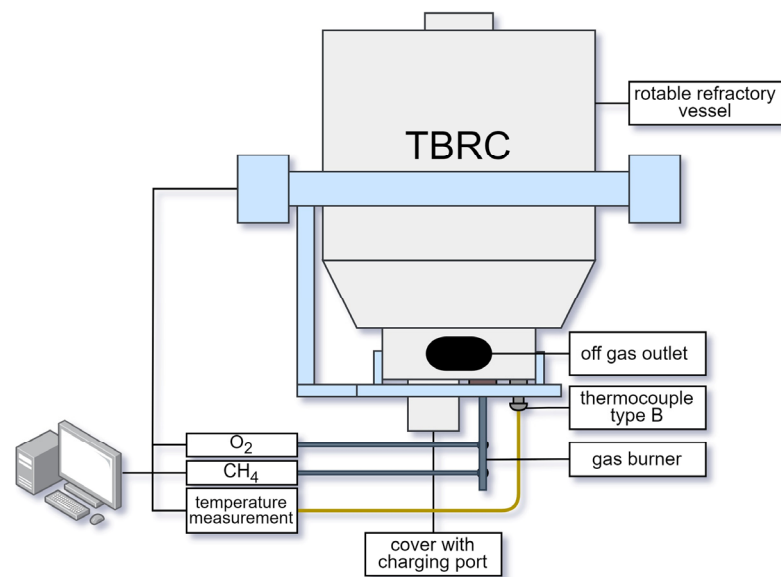 rotable refractory
vessel
TBRC
off gas outlet
thermocouple
type B
O₂
gas burner
CH₄
temperature
measurement
cover with
charging port